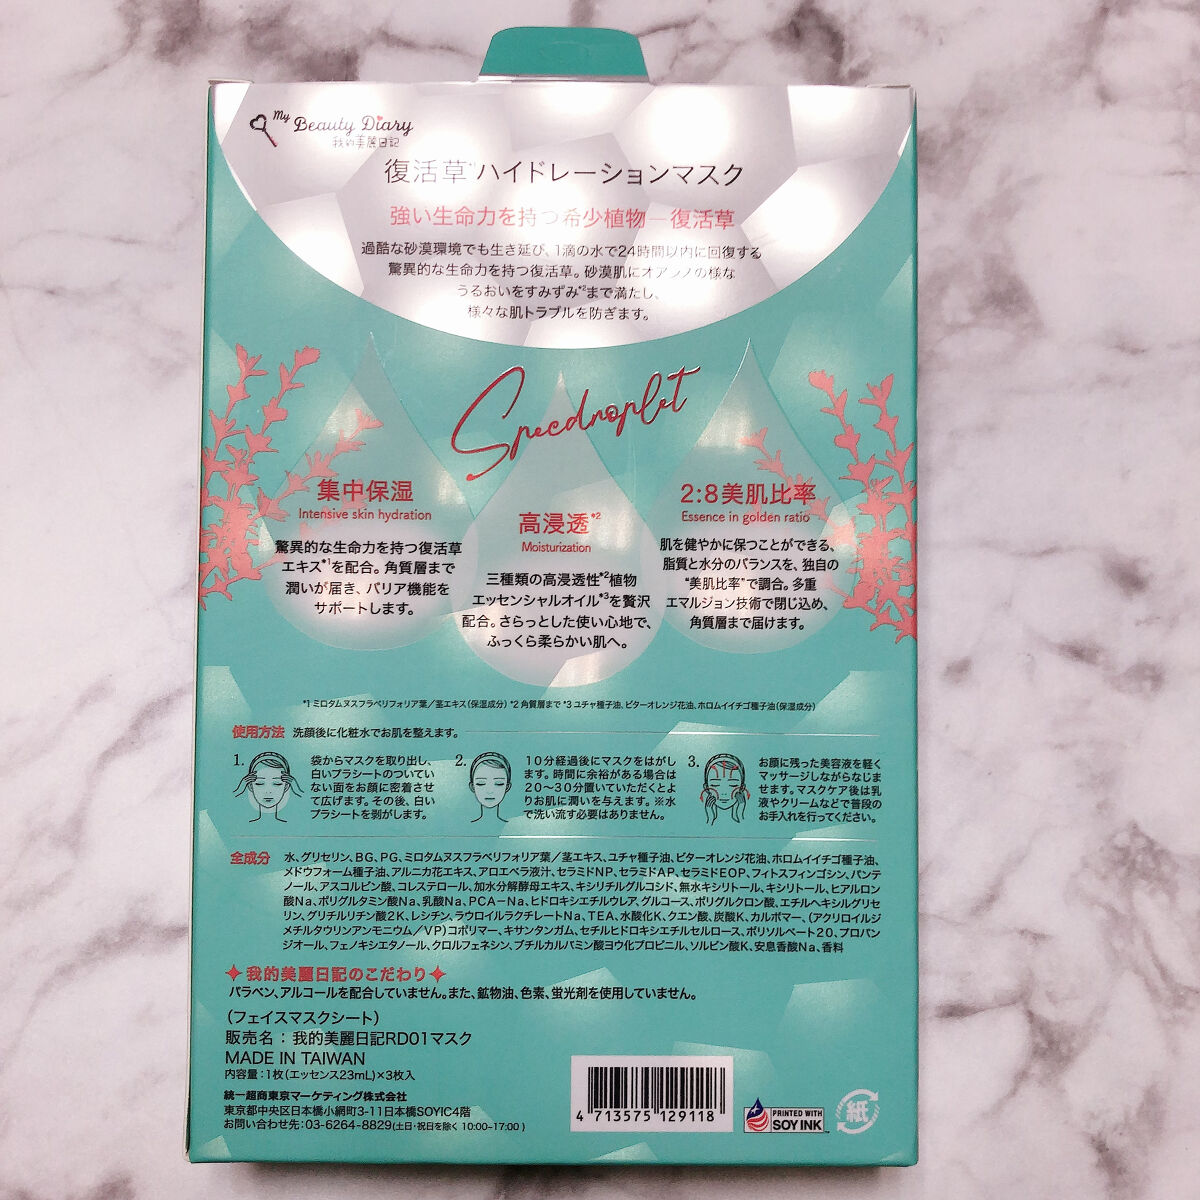 my Beauty Diary
我的美麗日記
復活草*¹ハイドレーションマスク
強い生命力を持つ希少植物―復活草
過酷な砂漠環境でも生き延び、1滴の水で24時間以内に回復する
驚異的な生命力を持つ復活草。砂漠肌にオアシスの様な
うるおいをすみずみ*²まで満たし、
様々な肌トラブルを防ぎます。
Specdroplet
集中保湿
Intensive skin hydration
驚異的な生命力を持つ復活草
エキス*¹を配合。角質層まで
潤いが届き、バリア機能を
サポートします。
高浸透*²
Moisturization
三種類の高浸透性*²植物
エッセンシャルオイル*³を贅沢
配合。さらっとした使い心地で、
ふっくら柔らかい肌へ。
2:8美肌比率
Essence in golden ratio
肌を健やかに保つことができる、
脂質と水分のバランスを、独自の
“美肌比率”で調合。多重
エマルジョン技術で閉じ込め、
角質層まで届けます。
*1 ミロタムヌスフラベリフォリア葉/茎エキス(保湿成分) *2 角質層まで *3 ユチャ種子油、ビターオレンジ花油、ホロムイイチゴ種子油(保湿成分)
使用方法 洗顔後に化粧水でお肌を整えます。
1.
袋からマスクを取り出し、
白いプラシートのついてい
ない面をお顔に密着させ
て広げます。その後、白い
プラシートを剥がします。
2.
10分経過後にマスクをはがし
ます。時間に余裕がある場合は
20～30分置いていただくとよ
りお肌に潤いを与えます。※水
で洗い流す必要はありません。
3.
お顔に残った美容液を軽く
マッサージしながらなじま
せます。マスクケア後は乳
液やクリームなどで普段の
お手入れを行ってください。
全成分 水、グリセリン、BG、PG、ミロタムヌスフラベリフォリア葉/茎エキス、ユチャ種子油、ビターオレンジ花油、ホロムイイチゴ種子油、
メドウフォーム種子油、アルニカ花エキス、アロエベラ液汁、セラミドNP、セラミドAP、セラミドEOP、フィトスフィンゴシン、パンテ
ノール、アスコルビン酸、コレステロール、加水分解酵母エキス、キシリチルグルコシド、無水キシリトール、キシリトール、ヒアルロン
酸Na、ポリグルタミン酸Na、乳酸Na、PCA－Na、ヒドロキシエチルウレア、グルコース、ポリグルクロン酸、エチルヘキシルグリセ
リン、グリチルリチン酸2K、レシチン、ラウロイルラクチレートNa、TEA、水酸化K、クエン酸、炭酸K、カルボマー、(アクリロイルジ
メチルタウリンアンモニウム/VP)コポリマー、キサンタンガム、セチルヒドロキシエチルセルロース、ポリソルベート20、プロパン
ジオール、フェノキシエタノール、クロルフェネシン、ブチルカルバミン酸ヨウ化プロピニル、ソルビン酸K、安息香酸Na、香料
✦我的美麗日記のこだわり✦
パラベン、アルコールを配合していません。また、鉱物油、色素、蛍光剤を使用していません。
(フェイスマスクシート)
販売名：我的美麗日記RD01マスク
MADE IN TAIWAN
内容量：1枚(エッセンス23mL)×3枚入
統一超商東京マーケティング株式会社
東京都中央区日本橋小網町3-11日本橋SOYIC4階
お問い合わせ先：03-6264-8829(土日・祝日を除く 10:00~17:00 )
4 713575 129118
PRINTED WITH
SOY INK
TM
紙